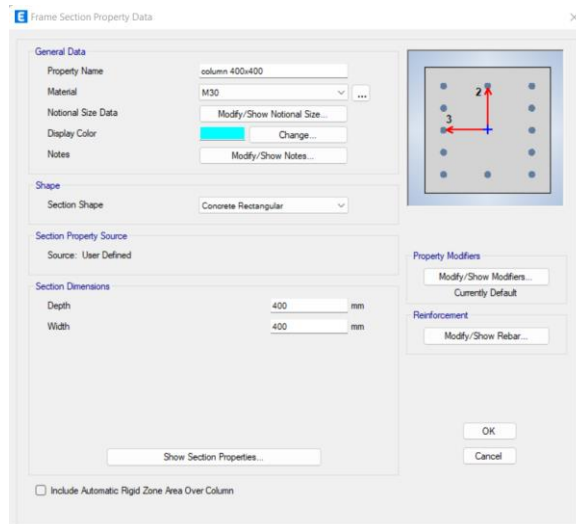 E Frame Section Property Data
General Data
Property Name column 400x400
Material M30 ...
Notional Size Data Modify/Show Notional Size...
Display Color Change...
Notes Modify/Show Notes...
2
3
Shape
Section Shape Concrete Rectangular
Section Property Source
Source: User Defined
Property Modifiers
Modify/Show Modifiers...
Currently Default
Section Dimensions
Depth 400 mm
Width 400 mm
Reinforcement
Modify/Show Rebar...
Show Section Properties...
OK
Cancel
Include Automatic Rigid Zone Area Over Column